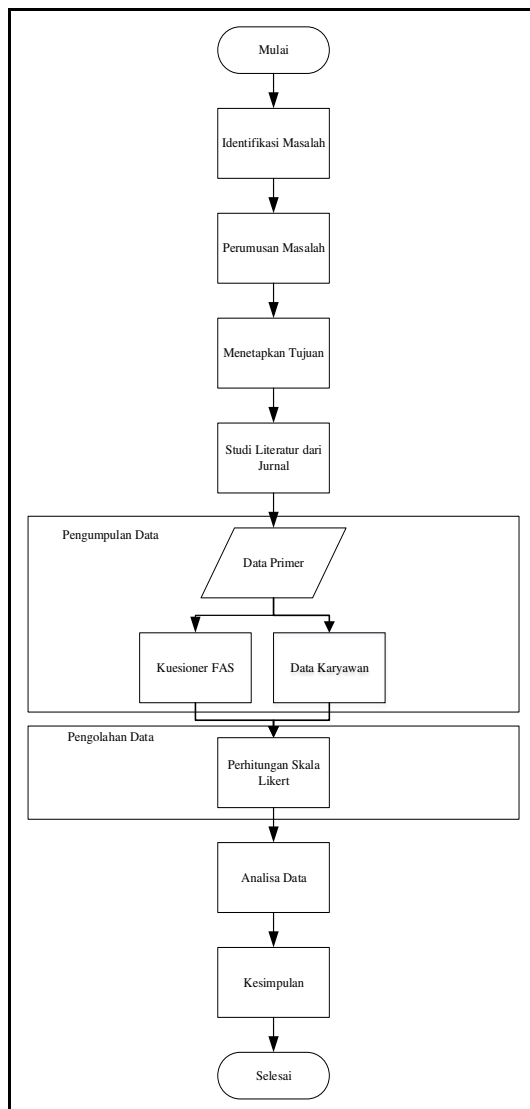 Mulai
Identifikasi Masalah
Perumusan Masalah
Menetapkan Tujuan
Studi Literatur dari
Jurnal
Pengumpulan Data
Data Primer
Kuesioner FAS
Data Karyawan
Pengolahan Data
Perhitungan Skala
Likert
Analisa Data
Kesimpulan
Selesai